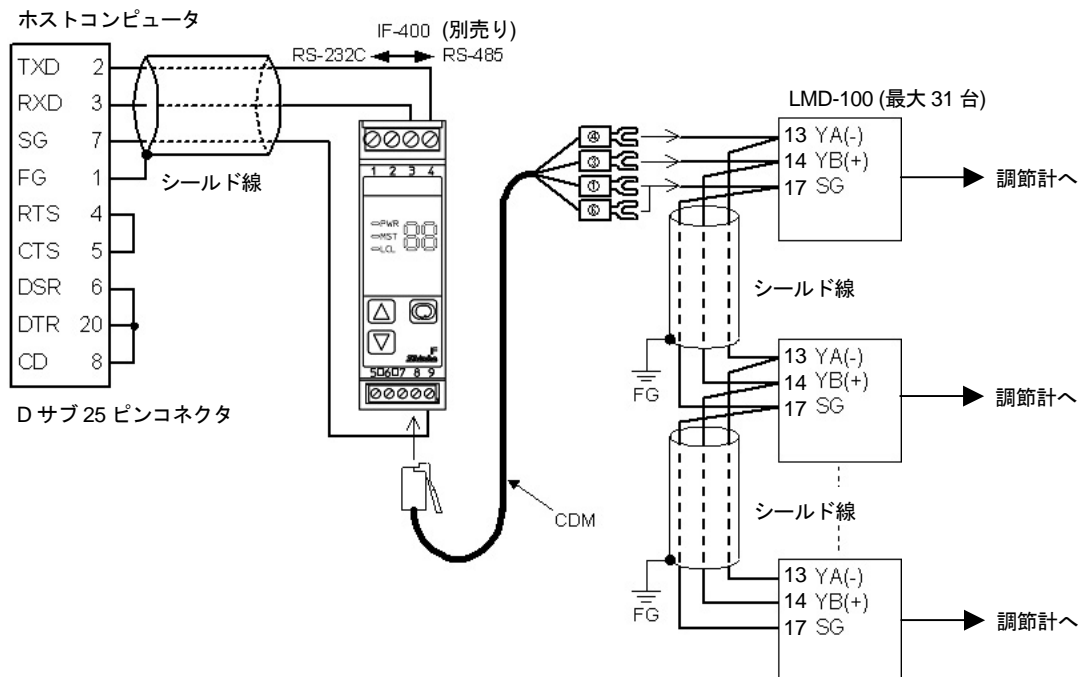 ホストコンピュータ
IF-400 (別売り)
RS-232C RS-485
TXD 2
RXD 3
SG 7
FG 1
RTS 4
CTS 5
DSR 6
DTR 20
CD 8
D サブ 25 ピンコネクタ
シールド線
1 2 3 4
PWR
MST
LCL
88
IF
Shinko
5 6 7 8 9
CDM
④
③
①
⑥
LMD-100 (最大 31 台)
13 YA(-)
14 YB(+)
17 SG
調節計へ
シールド線
FG
13 YA(-)
14 YB(+)
17 SG
調節計へ
シールド線
FG
13 YA(-)
14 YB(+)
17 SG
調節計へ